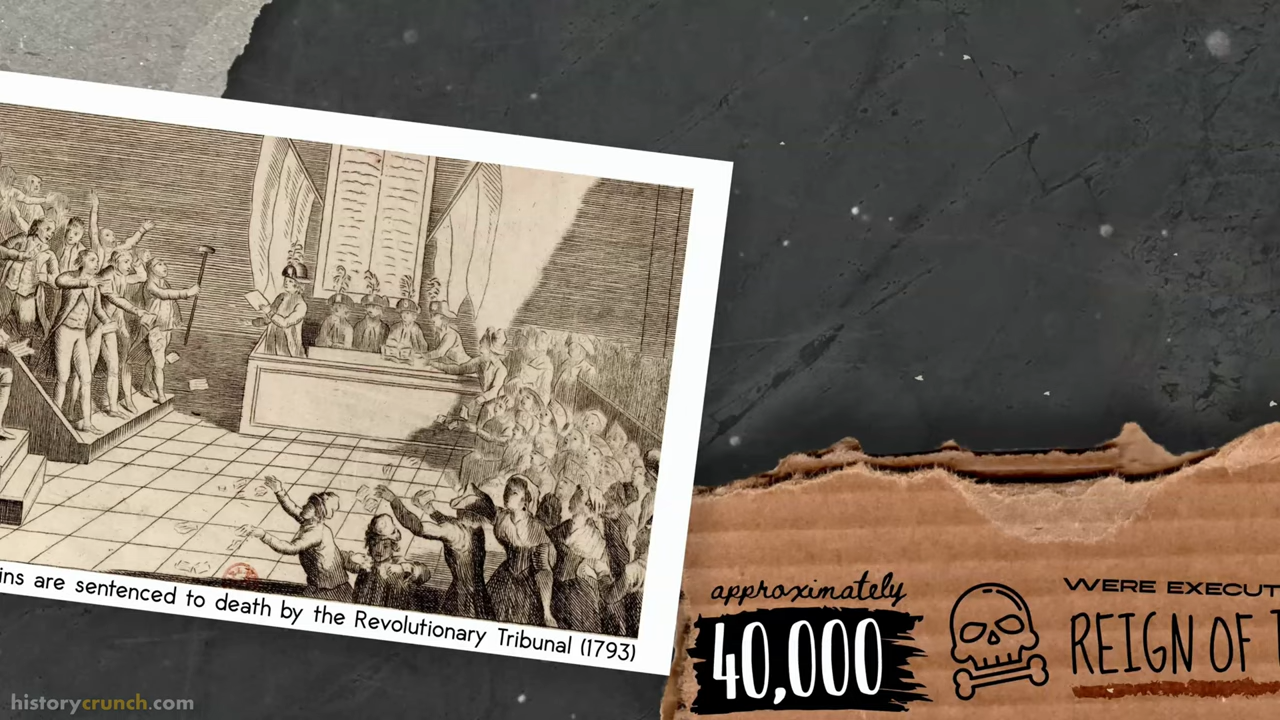 ins are sentenced to death by the Revolutionary Tribunal (1793)
approximately
40,000
WERE EXECUT
REIGN OF
historycrunch.com